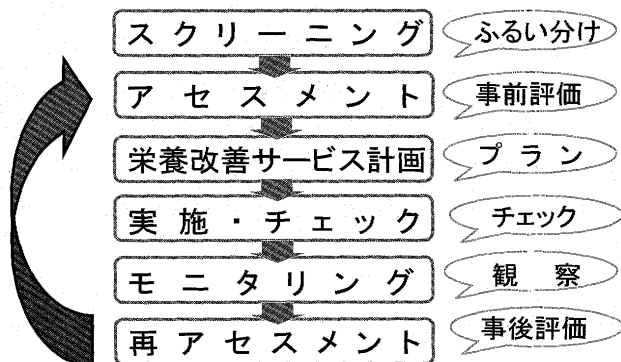 スクリーニング
ふるい分け
アセスメント
事前評価
栄養改善サービス計画
プラン
実施・チェック
チェック
モニタリング
観察
再アセスメント
事後評価